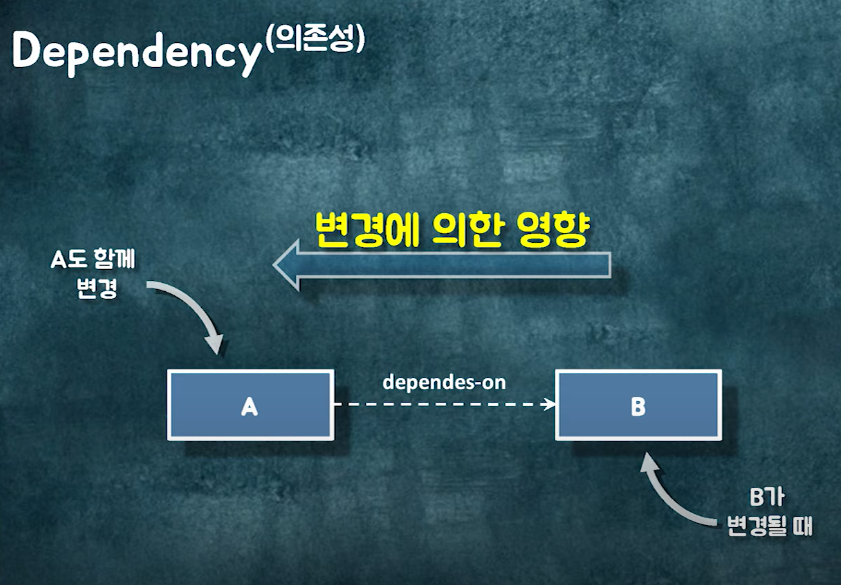 Dependency(의존성)
변경에 의한 영향
A도 함께
변경
A
dependes-on
B
B가
변경될 때